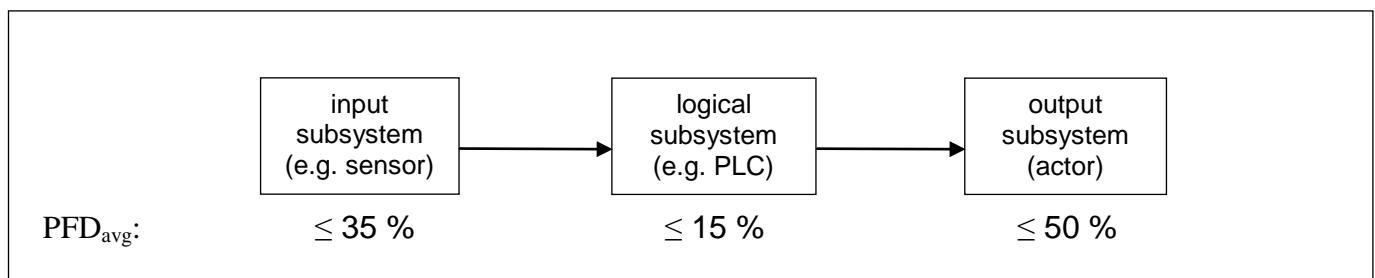 input
subsystem
(e.g. sensor)
logical
subsystem
(e.g. PLC)
output
subsystem
(actor)
PFDavg: ≤ 35 % ≤ 15 % ≤ 50 %